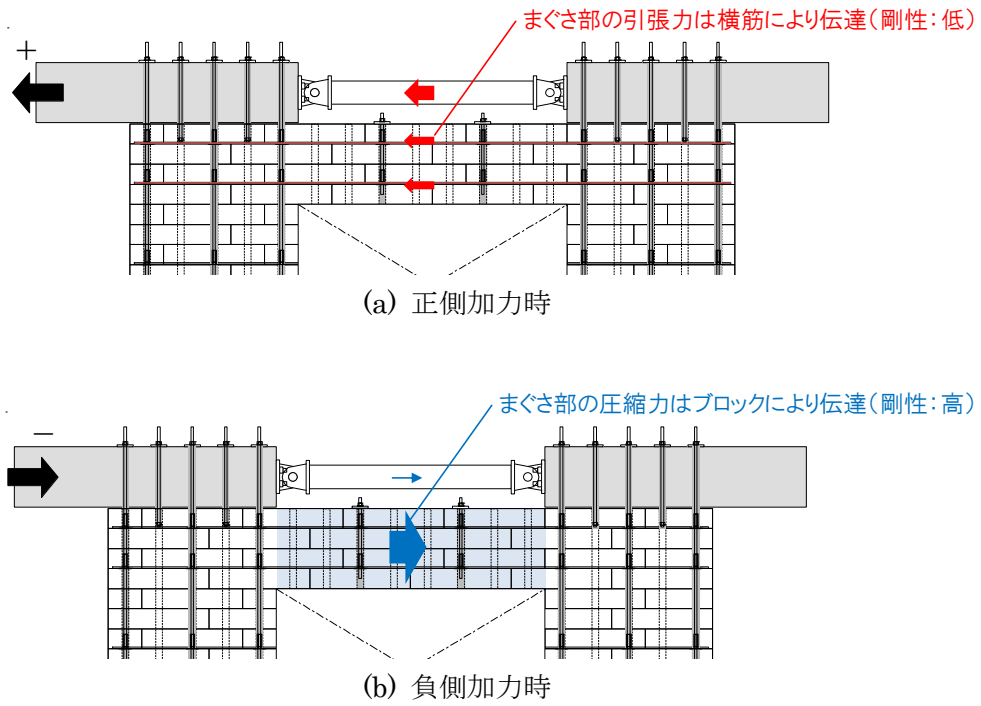 まぐさ部の引張力は横筋により伝達(剛性:低)
+
(a) 正側加力時
まぐさ部の圧縮力はブロックにより伝達(剛性:高)
−
(b) 負側加力時